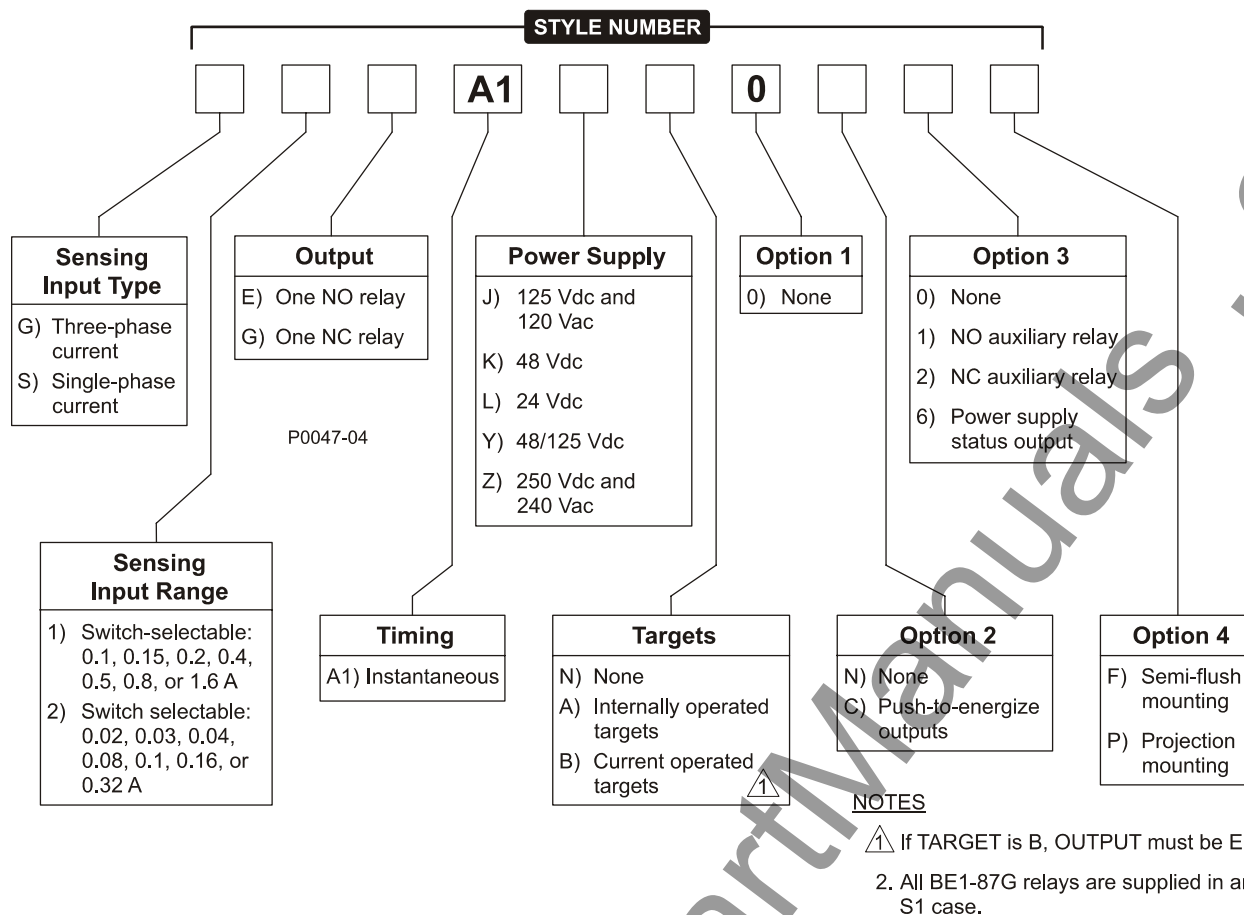 STYLE NUMBER
A1
0
Sensing
Input Type
G) Three-phase
current
S) Single-phase
current
Output
E) One NO relay
G) One NC relay
P0047-04
Power Supply
J) 125 Vdc and
120 Vac
K) 48 Vdc
L) 24 Vdc
Y) 48/125 Vdc
Z) 250 Vdc and
240 Vac
Option 1
0) None
Option 3
0) None
1) NO auxiliary relay
2) NC auxiliary relay
6) Power supply
status output
Sensing
Input Range
1) Switch-selectable:
0.1, 0.15, 0.2, 0.4,
0.5, 0.8, or 1.6 A
2) Switch selectable:
0.02, 0.03, 0.04,
0.08, 0.1, 0.16, or
0.32 A
Timing
A1) Instantaneous
Targets
N) None
A) Internally operated
targets
B) Current operated
targets
1
Option 2
N) None
C) Push-to-energize
outputs
Option 4
F) Semi-flush
mounting
P) Projection
mounting
NOTES
1 If TARGET is B, OUTPUT must be E
2. All BE1-87G relays are supplied in
S1 case.
artManuals